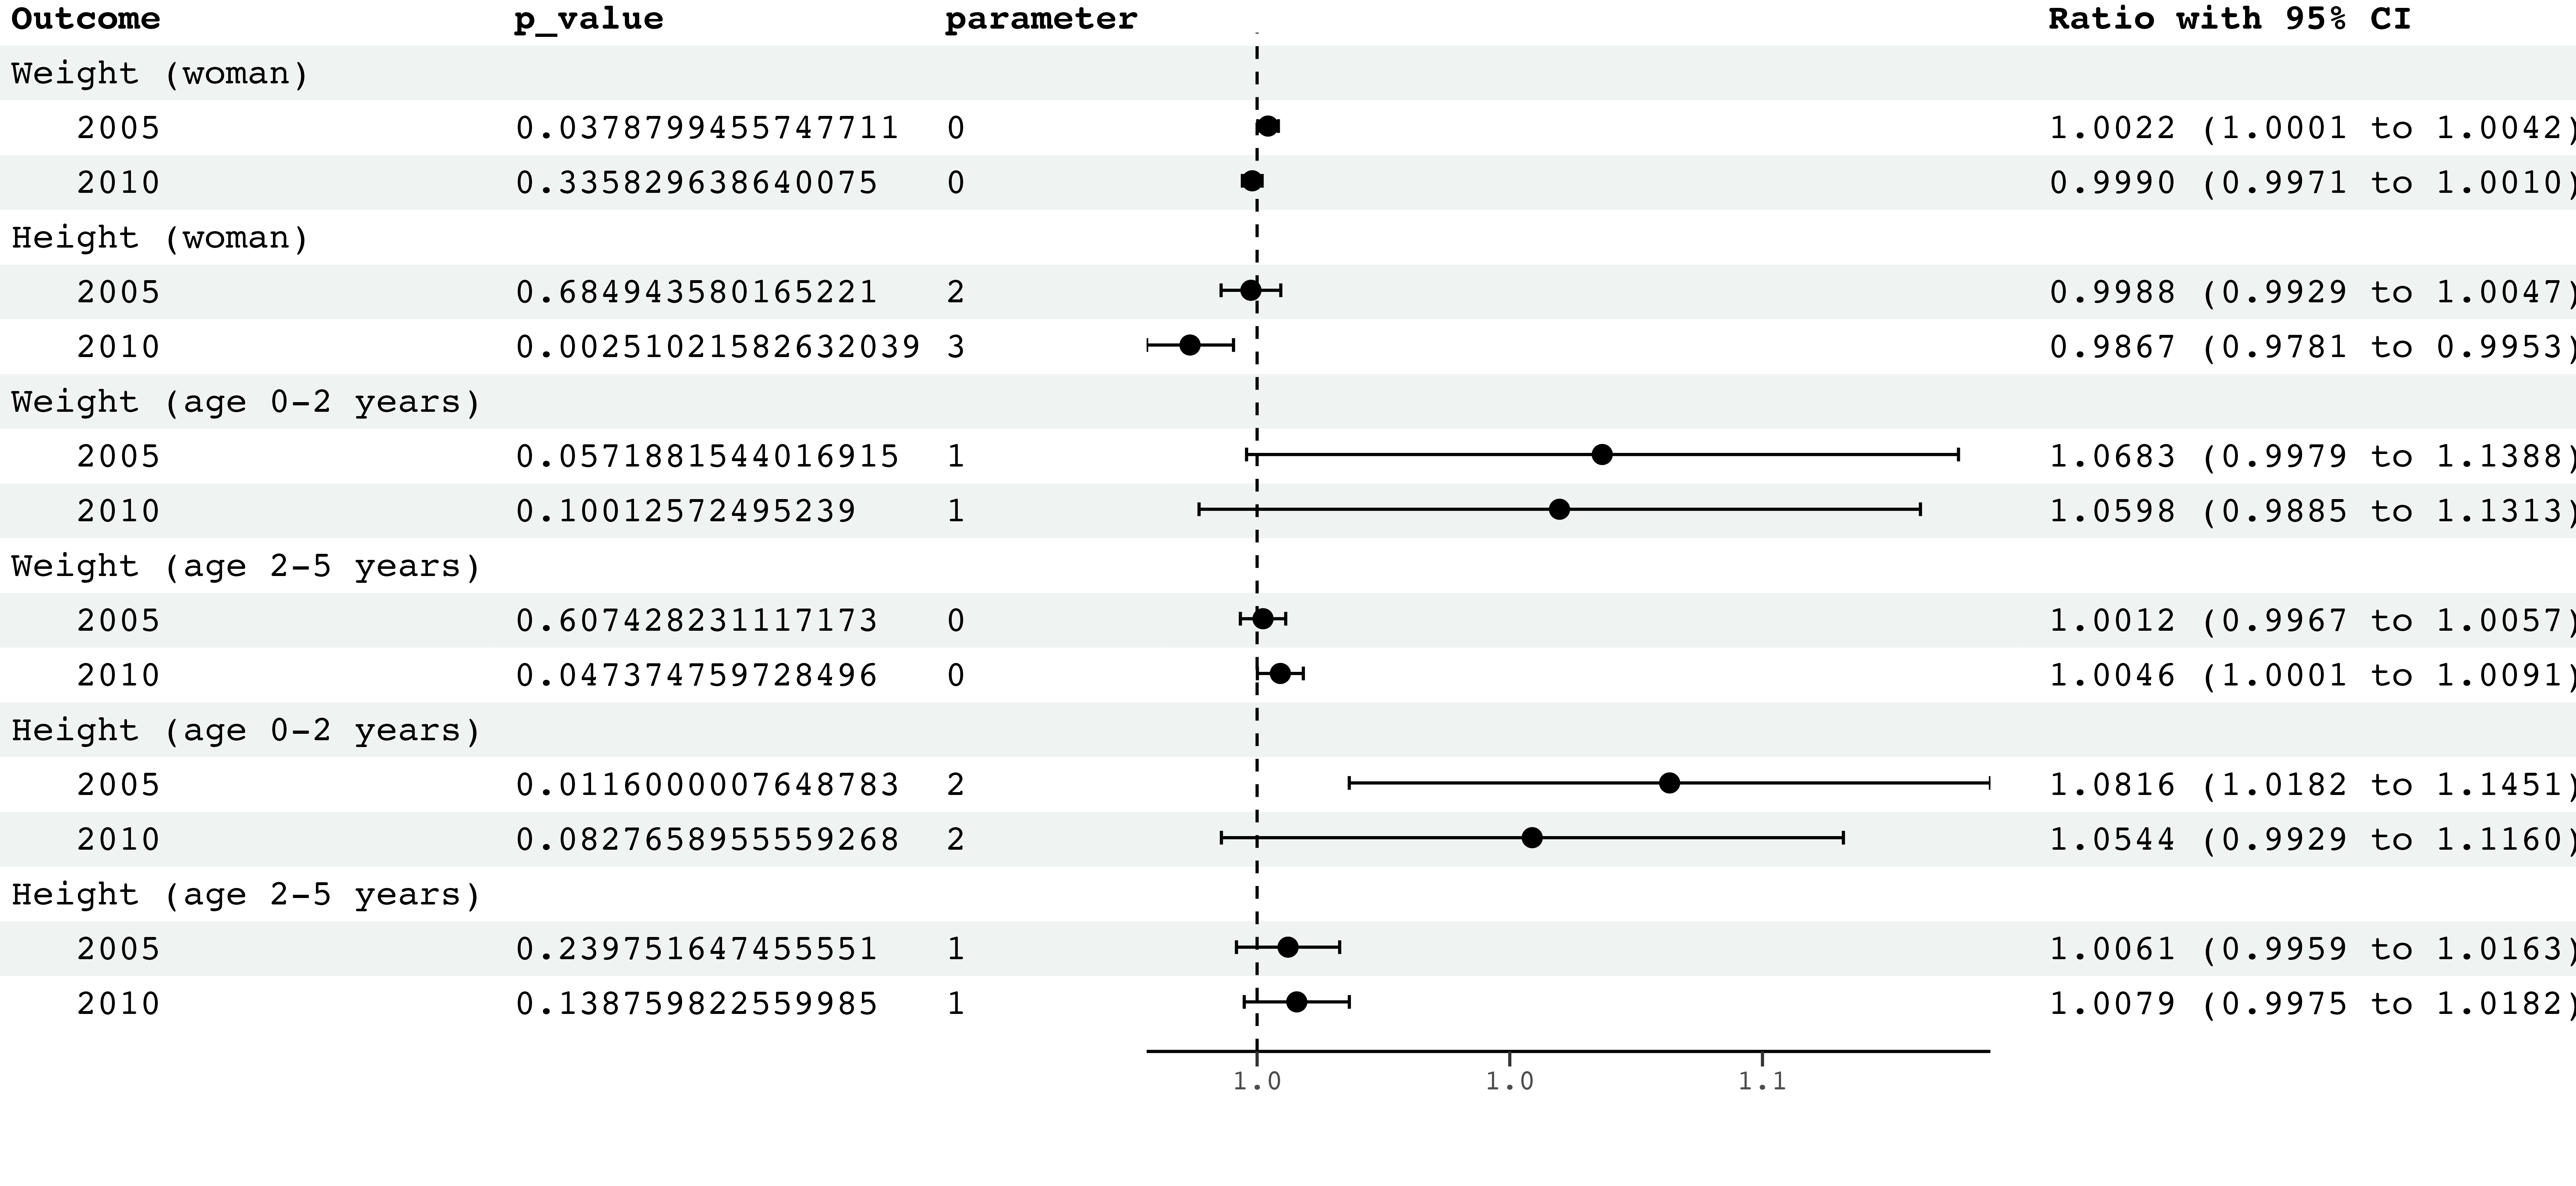 Outcome p_value parameter Ratio with 95% CI
Weight (woman)
2005 0.0378799455747711 0 1.0022 (1.0001 to 1.0042)
2010 0.335829638640075 0 0.9990 (0.9971 to 1.0010)
Height (woman)
2005 0.684943580165221 2 0.9988 (0.9929 to 1.0047)
2010 0.00251021582632039 3 0.9867 (0.9781 to 0.9953)
Weight (age 0-2 years)
2005 0.0571881544016915 1 1.0683 (0.9979 to 1.1388)
2010 0.10012572495239 1 1.0598 (0.9885 to 1.1313)
Weight (age 2-5 years)
2005 0.607428231117173 0 1.0012 (0.9967 to 1.0057)
2010 0.047374759728496 0 1.0046 (1.0001 to 1.0091)
Height (age 0-2 years)
2005 0.0116000007648783 2 1.0816 (1.0182 to 1.1451)
2010 0.0827658955559268 2 1.0544 (0.9929 to 1.1160)
Height (age 2-5 years)
2005 0.239751647455551 1 1.0061 (0.9959 to 1.0163)
2010 0.138759822559985 1 1.0079 (0.9975 to 1.0182)
1.0 1.0 1.1